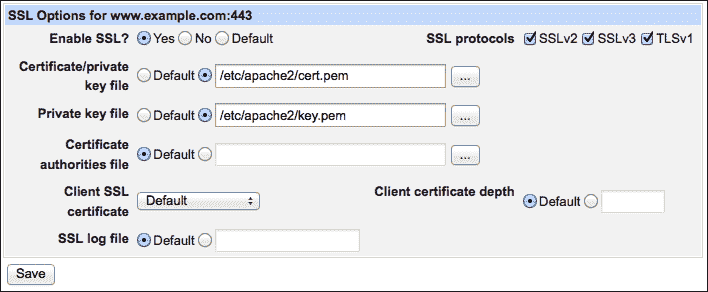 SSL Options for www.example.com:443
Enable SSL? Yes No Default SSL protocols SSLv2 SSLv3 TLSv1
Certificate/private
key file Default /etc/apache2/cert.pem ...
Private key file Default /etc/apache2/key.pem ...
Certificate
authorities file Default ...
Client SSL
certificate Default Client certificate depth Default
SSL log file Default
Save